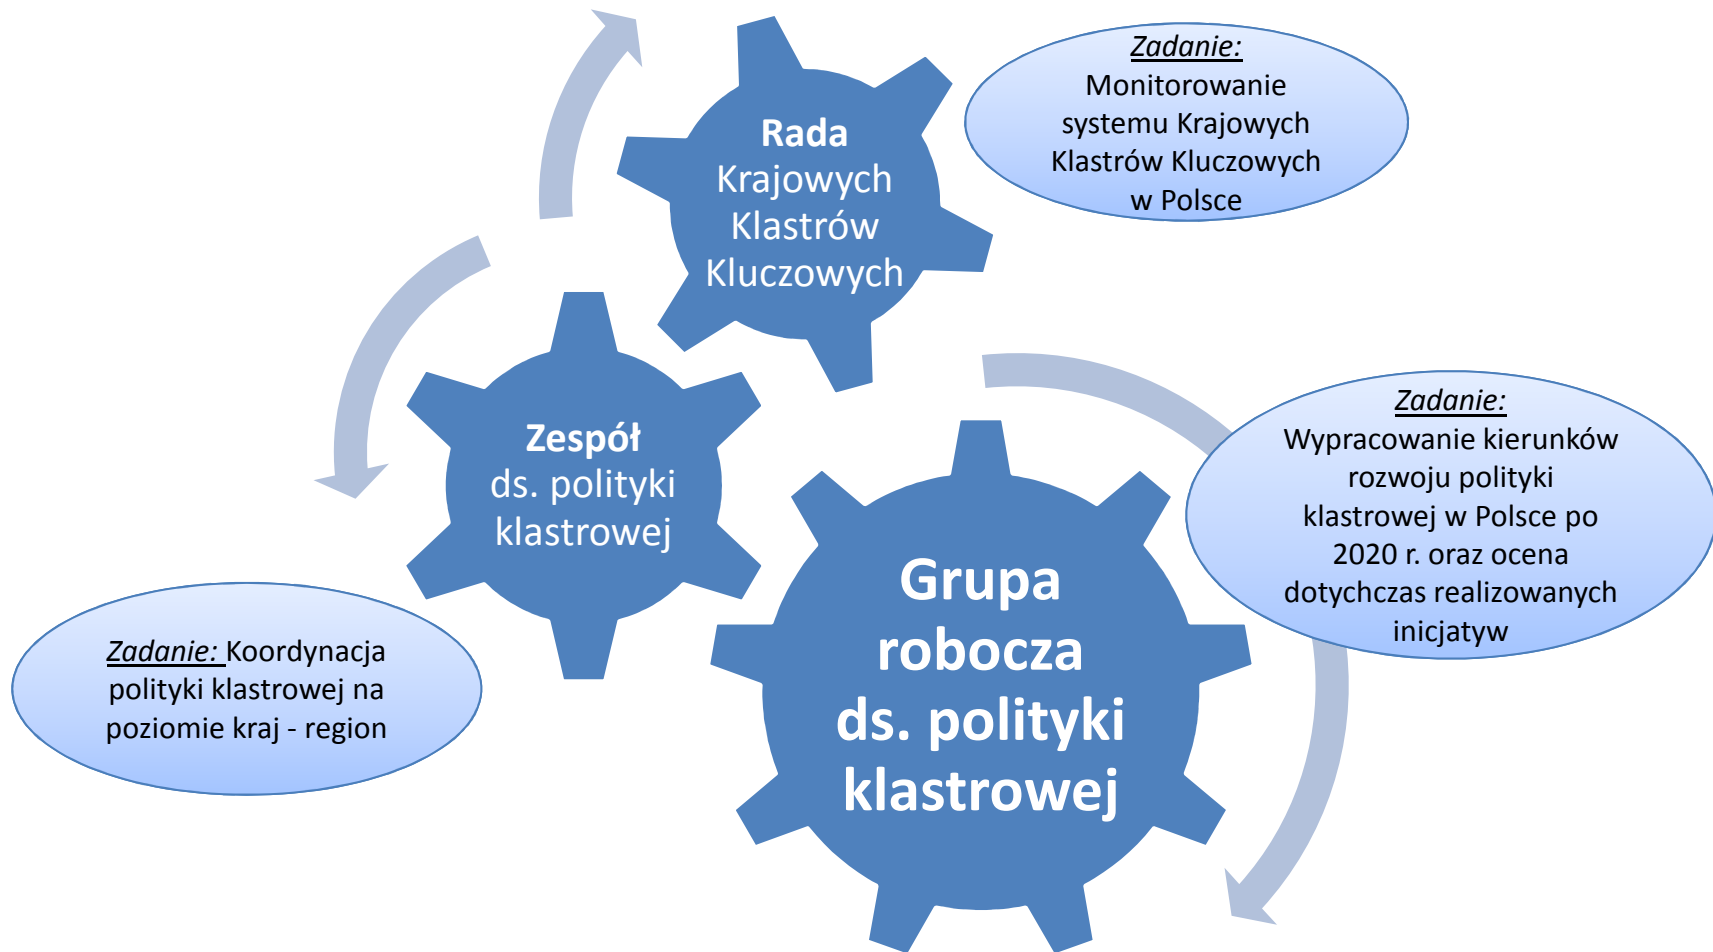 Rada
Krajowych
Klastrów
Kluczowych
Zadanie:
Monitorowanie
systemu Krajowych
Klastrów Kluczowych
w Polsce
Zespół
ds. polityki
klastrowej
Zadanie: Koordynacja
polityki klastrowej na
poziomie kraj - region
Grupa
robocza
ds. polityki
klastrowej
Zadanie:
Wypracowanie kierunków
rozwoju polityki
klastrowej w Polsce po
2020 r. oraz ocena
dotychczas realizowanych
inicjatyw